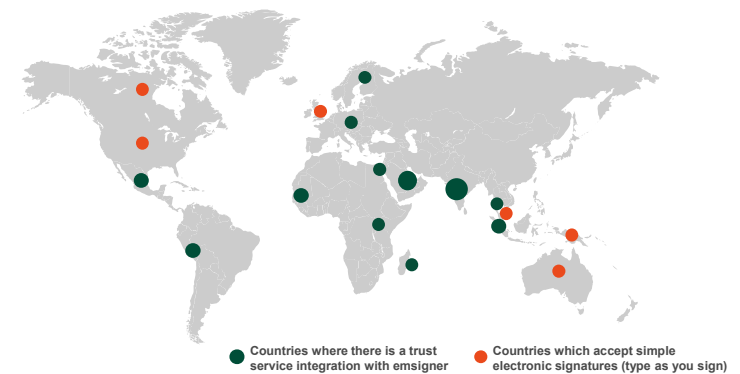 Countries where there is a trust
service integration with emsigner
Countries which accept simple
electronic signatures (type as you sign)